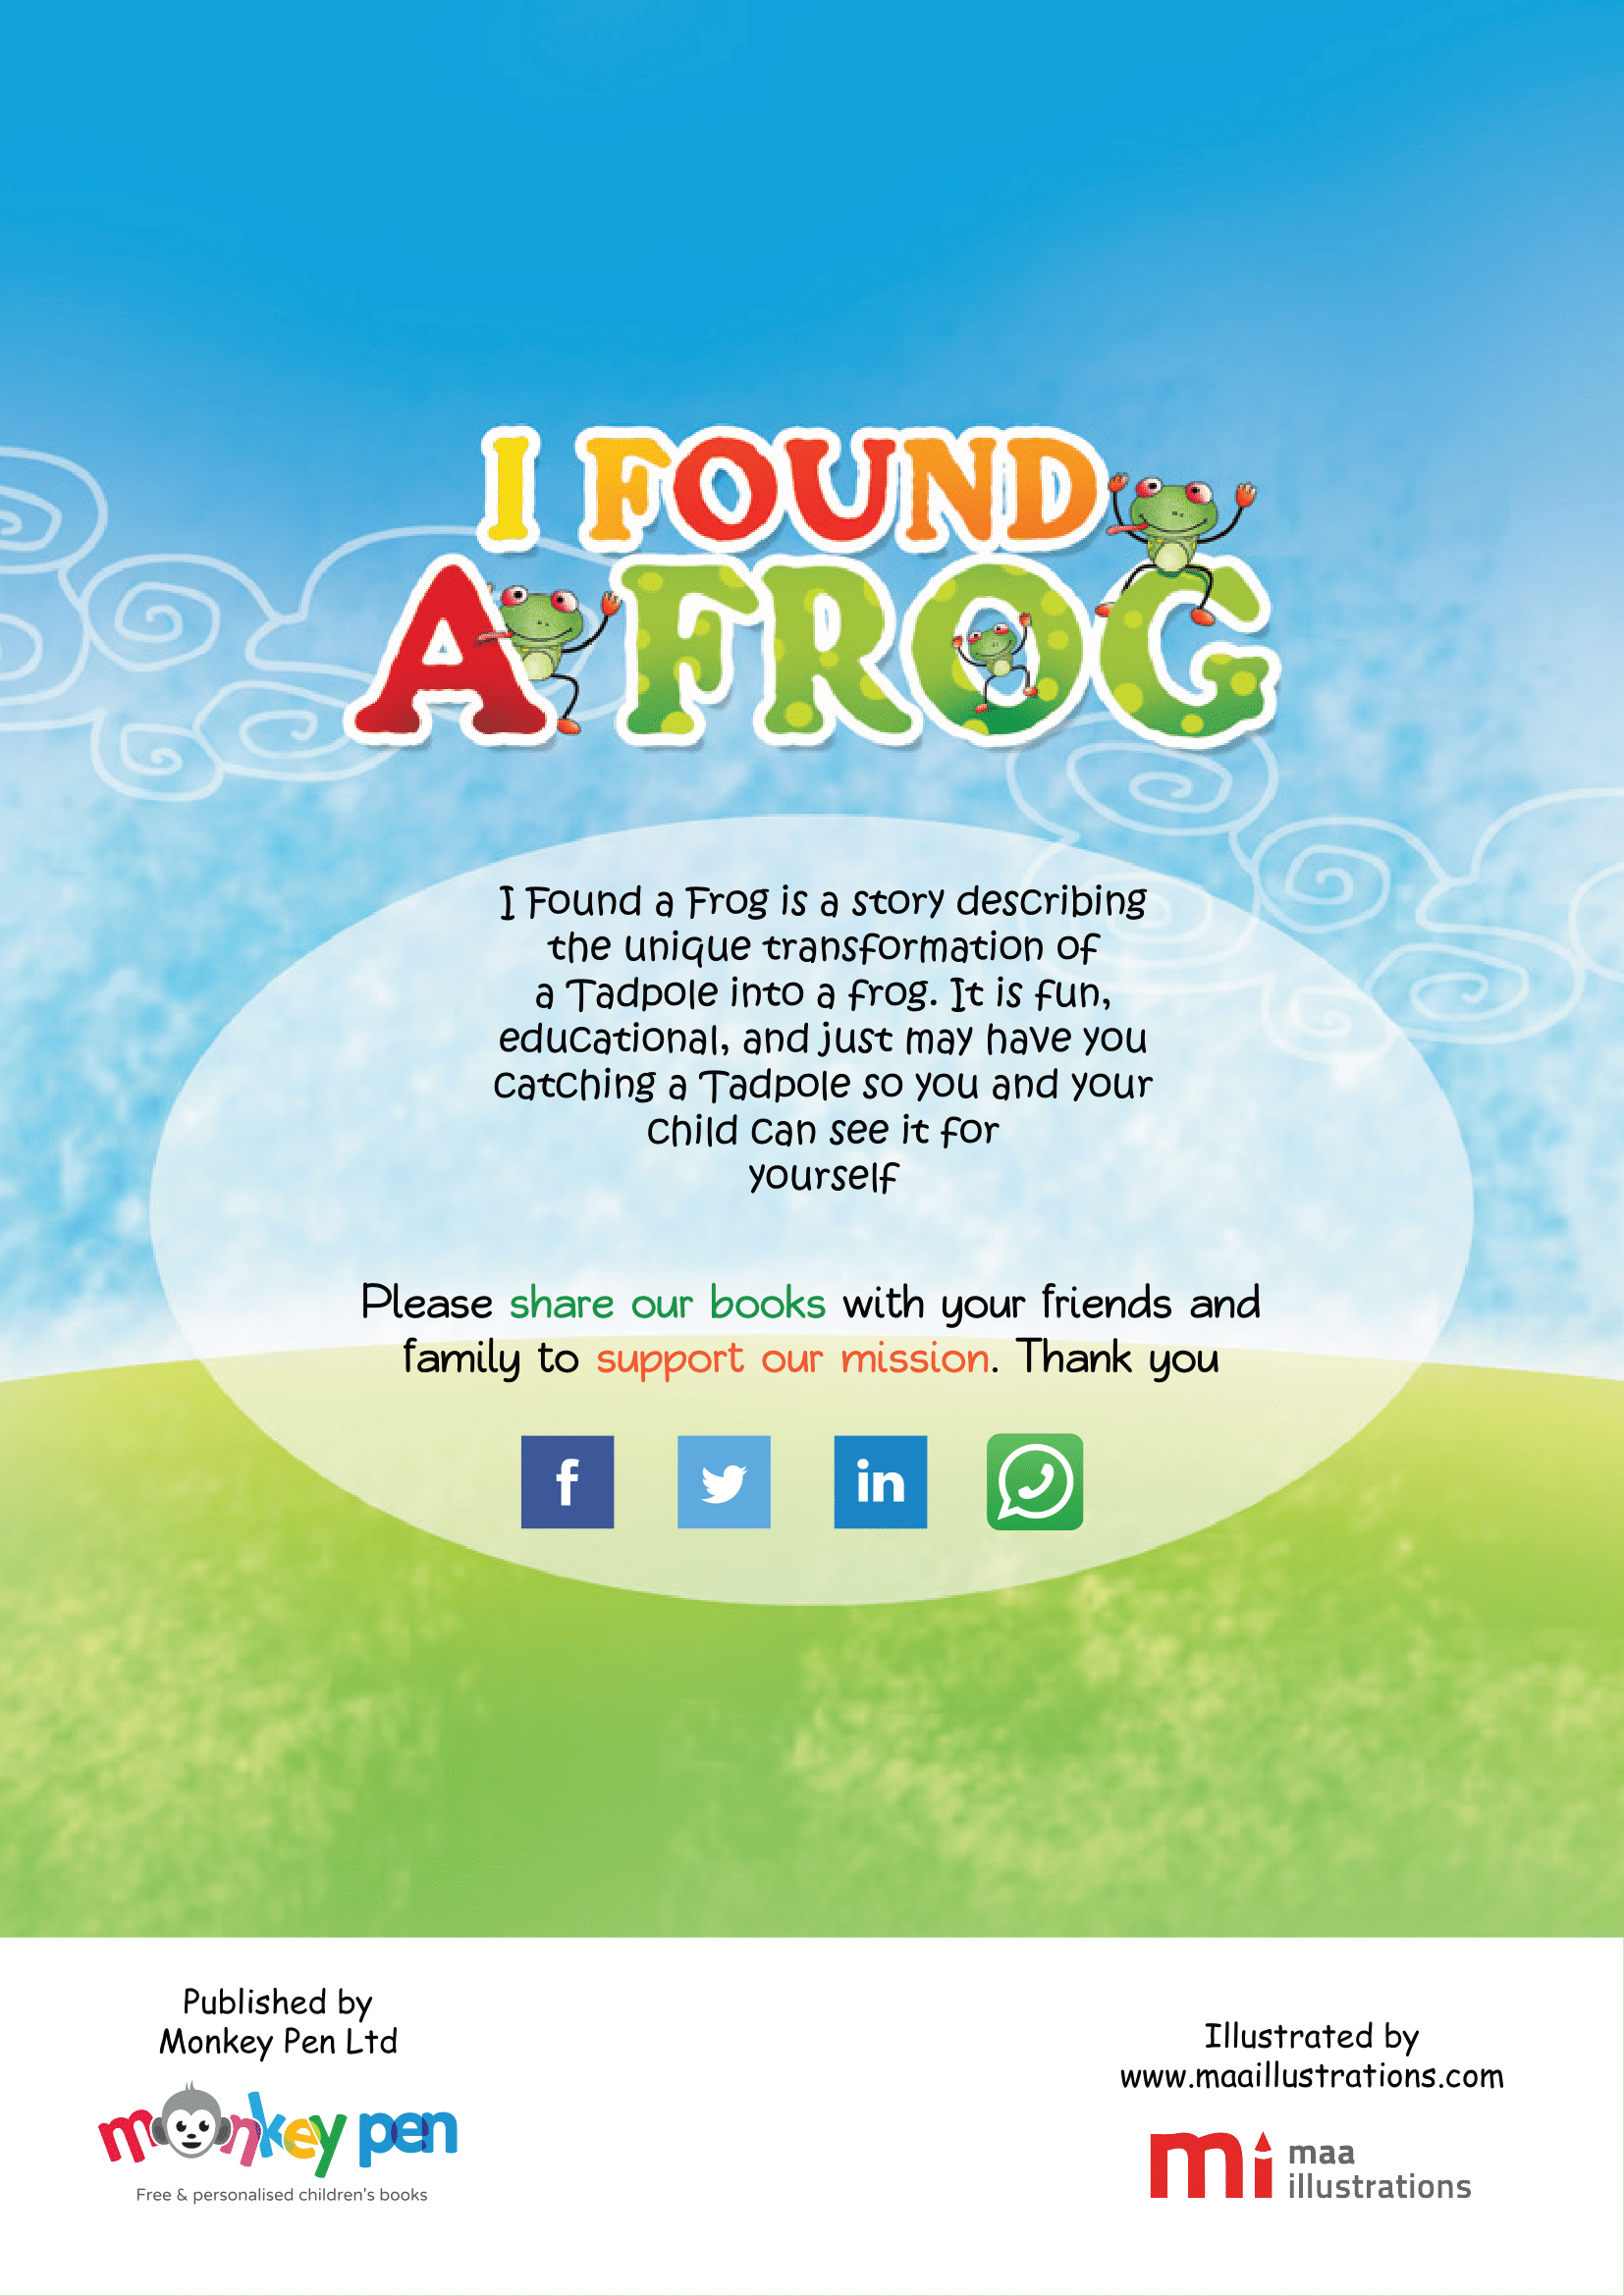 I FOUND
A FROG
I Found a Frog is a story describing
the unique transformation of
a Tadpole into a frog. It is fun,
educational, and just may have you
catching a Tadpole so you and your
child can see it for
yourself
Please share our books with your friends and
family to support our mission. Thank you
f
in
Published by
Monkey Pen Ltd
monkey pen
Free & personalised children's books
Illustrated by
www.maaillustrations.com
mi maa
illustrations